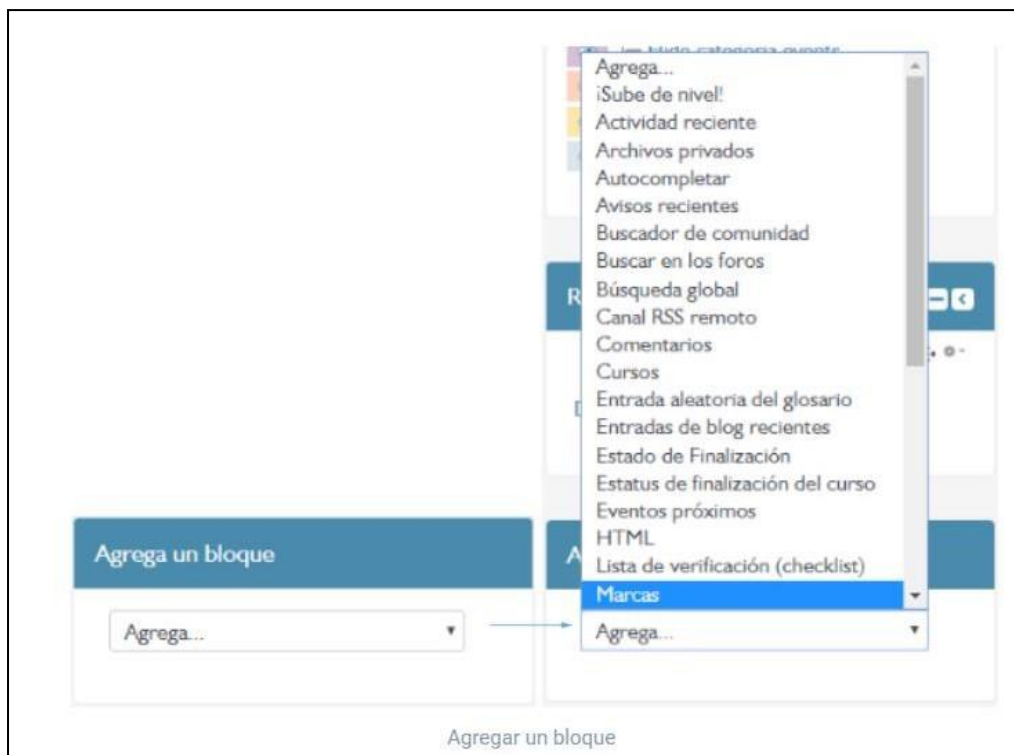 Hide categoría events
Agrega...
¡Sube de nivel!
Actividad reciente
Archivos privados
Autocompletar
Avisos recientes
Buscador de comunidad
Buscar en los foros
Búsqueda global
Canal RSS remoto
Comentarios
Cursos
Entrada aleatoria del glosario
Entradas de blog recientes
Estado de Finalización
Estatus de finalización del curso
Eventos próximos
HTML
Lista de verificación (checklist)
Marcas
Agrega...
Agrega un bloque
Agrega...
Agregar un bloque